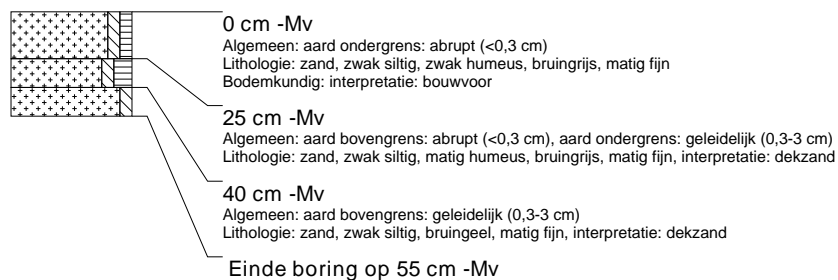 0 cm -Mv
Algemeen: aard ondergrens: abrupt (<0,3 cm)
Lithologie: zand, zwak siltig, zwak humeus, bruingrijs, matig fijn
Bodemkundig: interpretatie: bouwvoor
25 cm -Mv
Algemeen: aard bovengrens: abrupt (<0,3 cm), aard ondergrens: geleidelijk (0,3-3 cm)
Lithologie: zand, zwak siltig, matig humeus, bruingrijs, matig fijn, interpretatie: dekzand
40 cm -Mv
Algemeen: aard bovengrens: geleidelijk (0,3-3 cm)
Lithologie: zand, zwak siltig, bruingeel, matig fijn, interpretatie: dekzand
Einde boring op 55 cm -Mv